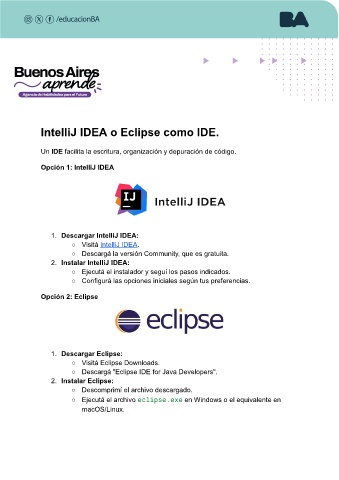 /educacionBA
BA
Buenos Aires
aprende
Agencia de Habilidades para el Futuro
IntelliJ IDEA o Eclipse como IDE.
Un IDE facilita la escritura, organización y depuración de código.
Opción 1: IntelliJ IDEA
IJ
IntelliJ IDEA
1. Descargar IntelliJ IDEA:
○ Visitá IntelliJ IDEA.
○ Descargá la versión Community, que es gratuita.
2. Instalar IntelliJ IDEA:
○ Ejecutá el instalador y seguí los pasos indicados.
○ Configurá las opciones iniciales según tus preferencias.
Opción 2: Eclipse
eclipse
1. Descargar Eclipse:
○ Visitá Eclipse Downloads.
○ Descargá "Eclipse IDE for Java Developers".
2. Instalar Eclipse:
○ Descomprimí el archivo descargado.
○ Ejecutá el archivo eclipse.exe en Windows o el equivalente en
macOS/Linux.